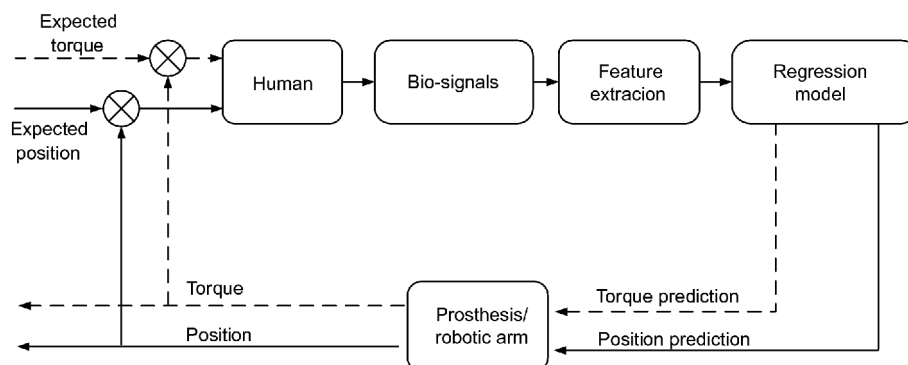 Expected
torque
Human
Bio-signals
Feature
extracion
Regression
model
Expected
position
Torque
Torque prediction
Prosthesis/
robotic arm
Position
Position prediction